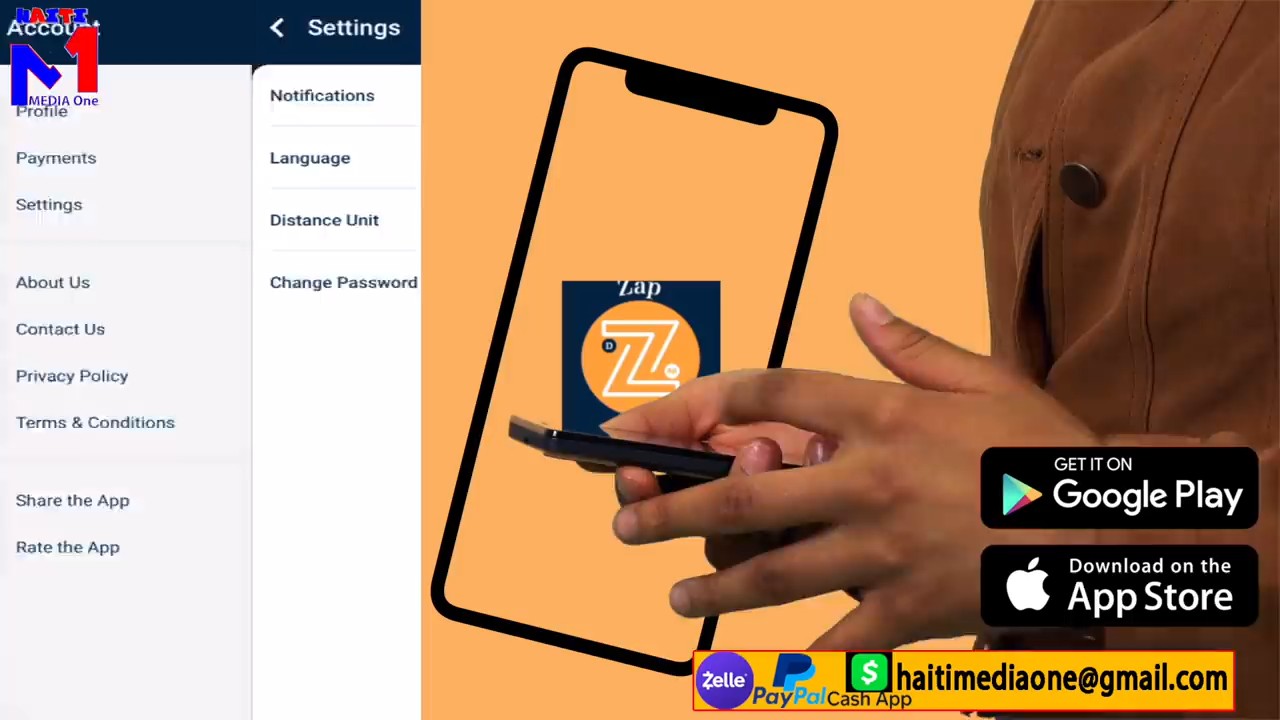 HAITI
M1
MEDIA One
Account
Profile
Payments
Settings
About Us
Contact Us
Privacy Policy
Terms & Conditions
Share the App
Rate the App
Settings
Notifications
Language
Distance Unit
Change Password
Zap
D
Z
GET IT ON
Google Play
Download on the
App Store
Zelle
PayPal
$
Cash App
haitimediaone@gmail.com